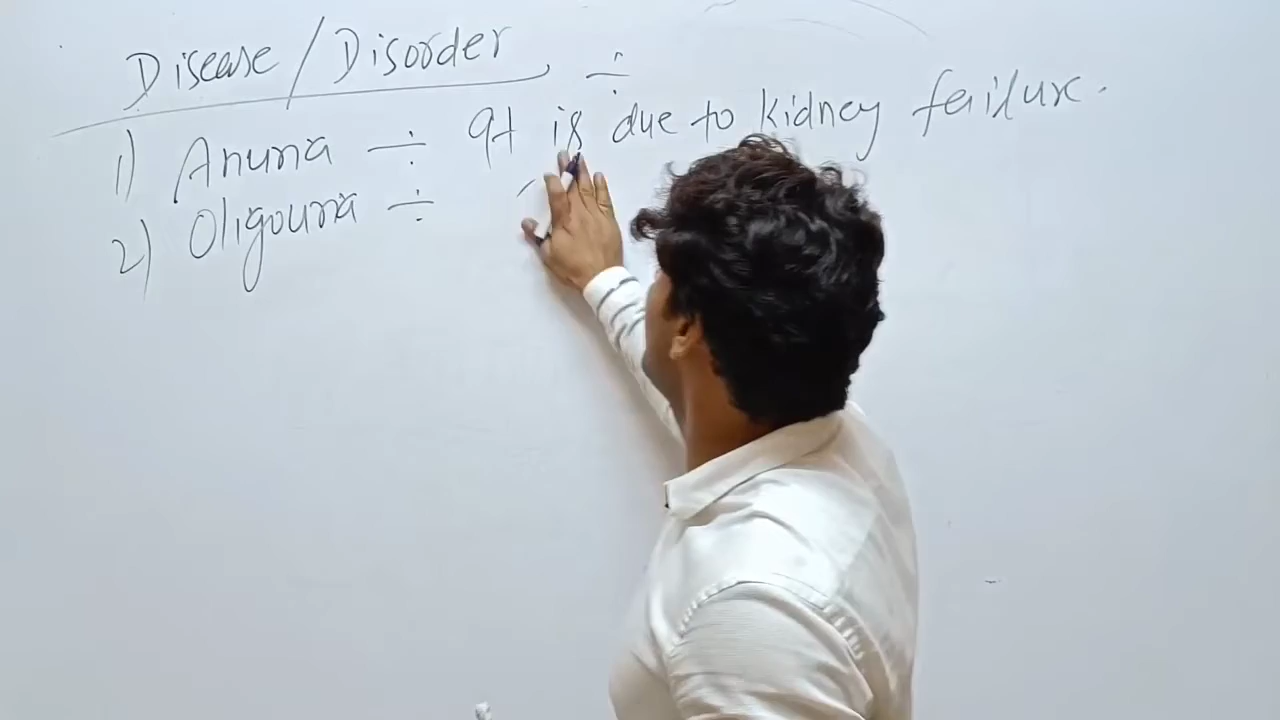 Disease/Disorder ÷
1) Anuria ÷ It is due to kidney failure.
2) Oligouria ÷